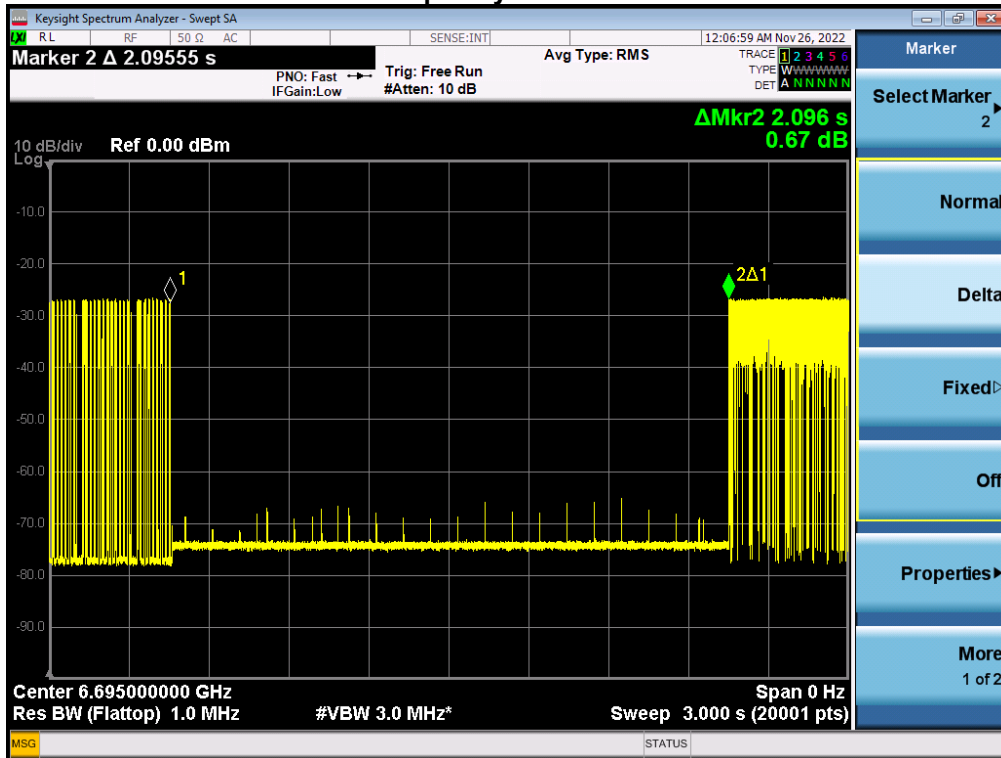 Keysight Spectrum Analyzer - Swept SA
LXI RL RF 50 Ω AC SENSE:INT 12:06:59 AM Nov 26, 2022
Marker 2 Δ 2.09555 s
PNO: Fast
IFGain:Low
Trig: Free Run
#Atten: 10 dB
Avg Type: RMS
TRACE 1 2 3 4 5 6
TYPE WWWWWW
DET A N N N N N
ΔMkr2 2.096 s
0.67 dB
10 dB/div Ref 0.00 dBm
Log
-10.0
-20.0
-30.0
-40.0
-50.0
-60.0
-70.0
-80.0
-90.0
1
2Δ1
Center 6.695000000 GHz Span 0 Hz
Res BW (Flattop) 1.0 MHz #VBW 3.0 MHz* Sweep 3.000 s (20001 pts)
MSG STATUS
Marker
Select Marker
2
Normal
Delta
Fixed
Off
Properties
More
1 of 2